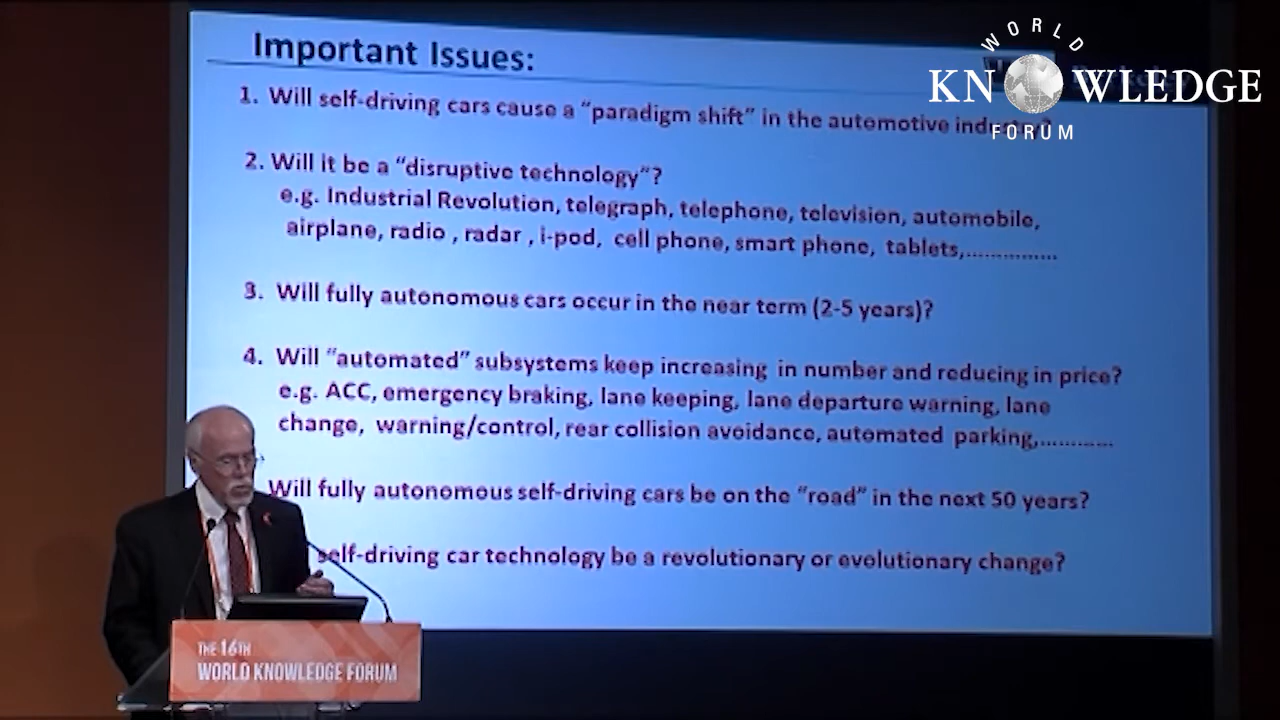 Important Issues:
WORLD
KNOWLEDGE
FORUM
1. Will self-driving cars cause a “paradigm shift” in the automotive industry?
2. Will it be a “disruptive technology”?
e.g. Industrial Revolution, telegraph, telephone, television, automobile,
airplane, radio , radar , i-pod, cell phone, smart phone, tablets,...............
3. Will fully autonomous cars occur in the near term (2-5 years)?
4. Will “automated” subsystems keep increasing in number and reducing in price?
e.g. ACC, emergency braking, lane keeping, lane departure warning, lane
change, warning/control, rear collision avoidance, automated parking,............
Will fully autonomous self-driving cars be on the “road” in the next 50 years?
self-driving car technology be a revolutionary or evolutionary change?
THE 16TH
WORLD KNOWLEDGE FORUM